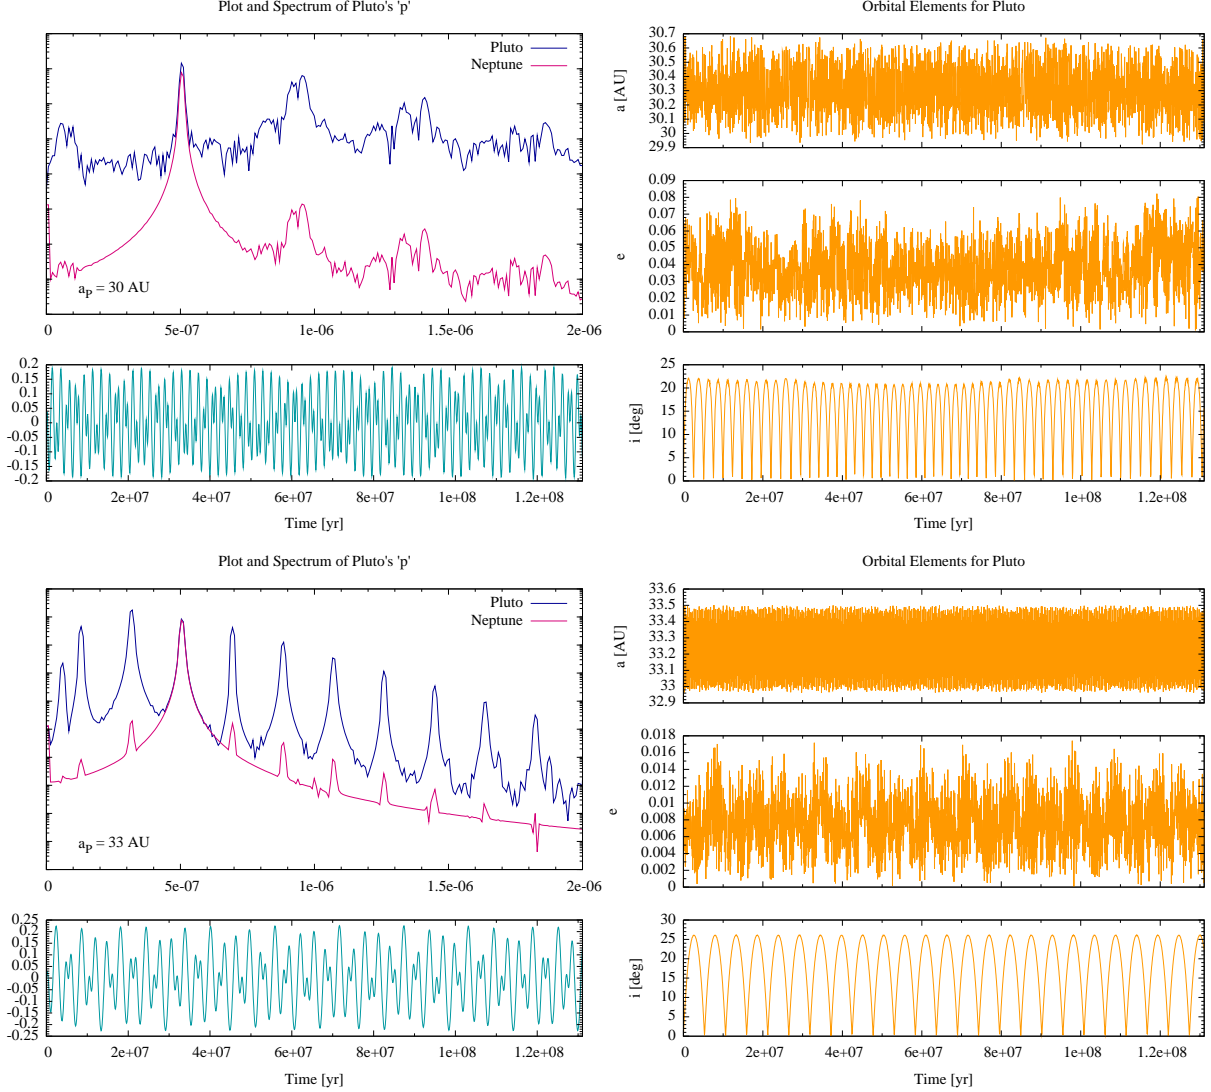 Plot and Spectrum of Pluto's 'p'
Pluto
Neptune
a_P = 30 AU
0 5e-07 1e-06 1.5e-06 2e-06
0.2
0.15
0.1
0.05
0
-0.05
-0.1
-0.15
-0.2
0 2e+07 4e+07 6e+07 8e+07 1e+08 1.2e+08
Time [yr]
Orbital Elements for Pluto
a [AU]
30.7
30.6
30.5
30.4
30.3
30.2
30.1
30
29.9
e
0.09
0.08
0.07
0.06
0.05
0.04
0.03
0.02
0.01
0
i [deg]
25
20
15
10
5
0
0 2e+07 4e+07 6e+07 8e+07 1e+08 1.2e+08
Time [yr]
Plot and Spectrum of Pluto's 'p'
Pluto
Neptune
a_P = 33 AU
0 5e-07 1e-06 1.5e-06 2e-06
0.25
0.2
0.15
0.1
0.05
0
-0.05
-0.1
-0.15
-0.2
-0.25
0 2e+07 4e+07 6e+07 8e+07 1e+08 1.2e+08
Time [yr]
Orbital Elements for Pluto
a [AU]
33.6
33.5
33.4
33.3
33.2
33.1
33
32.9
e
0.018
0.016
0.014
0.012
0.01
0.008
0.006
0.004
0.002
0
i [deg]
30
25
20
15
10
5
0
0 2e+07 4e+07 6e+07 8e+07 1e+08 1.2e+08
Time [yr]